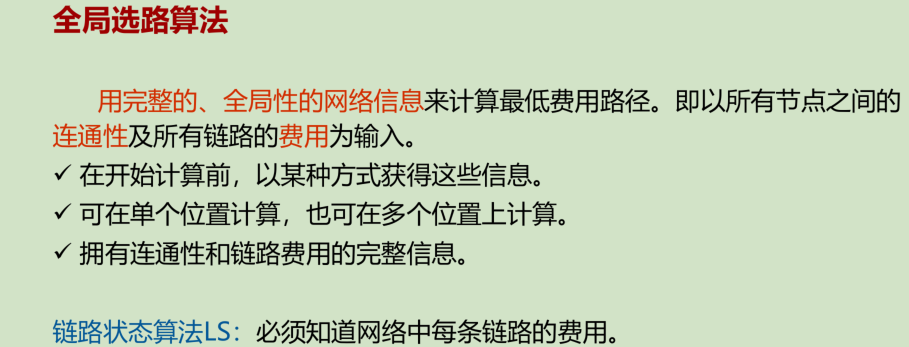 全局选路算法
用完整的、全局性的网络信息来计算最低费用路径。即以所有节点之间的
连通性及所有链路的费用为输入。
✓ 在开始计算前，以某种方式获得这些信息。
✓ 可在单个位置计算，也可在多个位置上计算。
✓ 拥有连通性和链路费用的完整信息。
链路状态算法LS：必须知道网络中每条链路的费用。